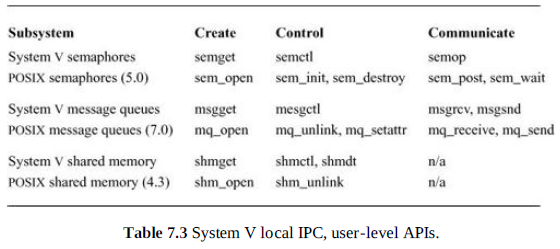 Subsystem Create Control Communicate
System V semaphores semget semctl semop
POSIX semaphores (5.0) sem_open sem_init, sem_destroy sem_post, sem_wait
System V message queues msgget mesgctl msgrcv, msgsnd
POSIX message queues (7.0) mq_open mq_unlink, mq_setattr mq_receive, mq_send
System V shared memory shmget shmctl, shmdt n/a
POSIX shared memory (4.3) shm_open shm_unlink n/a
Table 7.3 System V local IPC, user-level APIs.